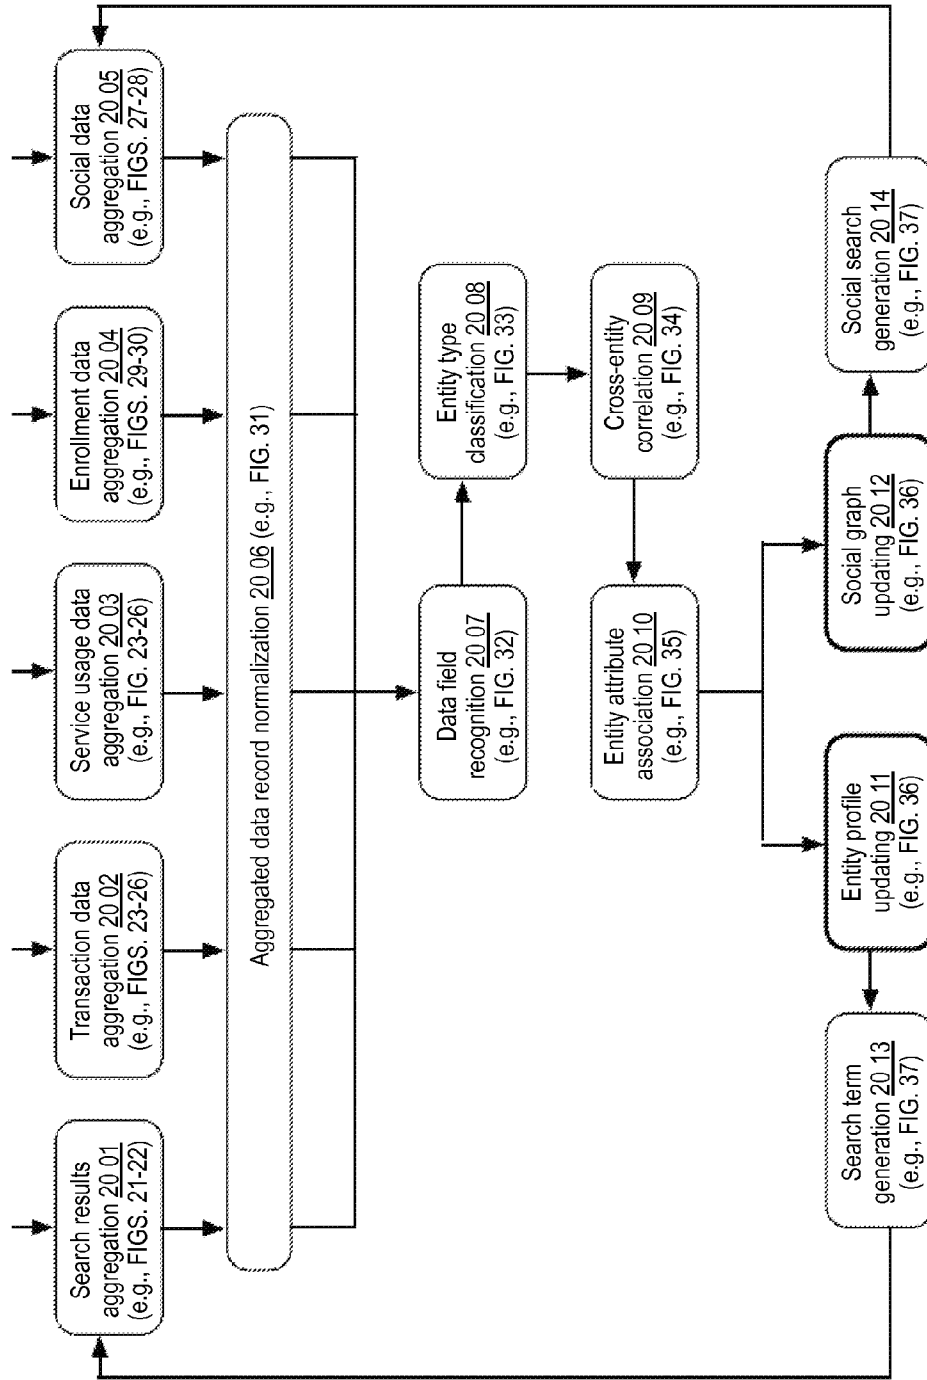 Search results
aggregation 20 01
(e.g., FIGS. 21-22)
Transaction data
aggregation 20 02
(e.g., FIGS. 23-26)
Service usage data
aggregation 20 03
(e.g., FIG. 23-26)
Enrollment data
aggregation 20 04
(e.g., FIGS. 29-30)
Social data
aggregation 20 05
(e.g., FIGS. 27-28)
Aggregated data record normalization 20 06 (e.g., FIG. 31)
Data field
recognition 20 07
(e.g., FIG. 32)
Entity type
classification 20 08
(e.g., FIG. 33)
Entity attribute
association 20 10
(e.g., FIG. 35)
Cross-entity
correlation 20 09
(e.g., FIG. 34)
Search term
generation 20 13
(e.g., FIG. 37)
Entity profile
updating 20 11
(e.g., FIG. 36)
Social graph
updating 20 12
(e.g., FIG. 36)
Social search
generation 20 14
(e.g., FIG. 37)